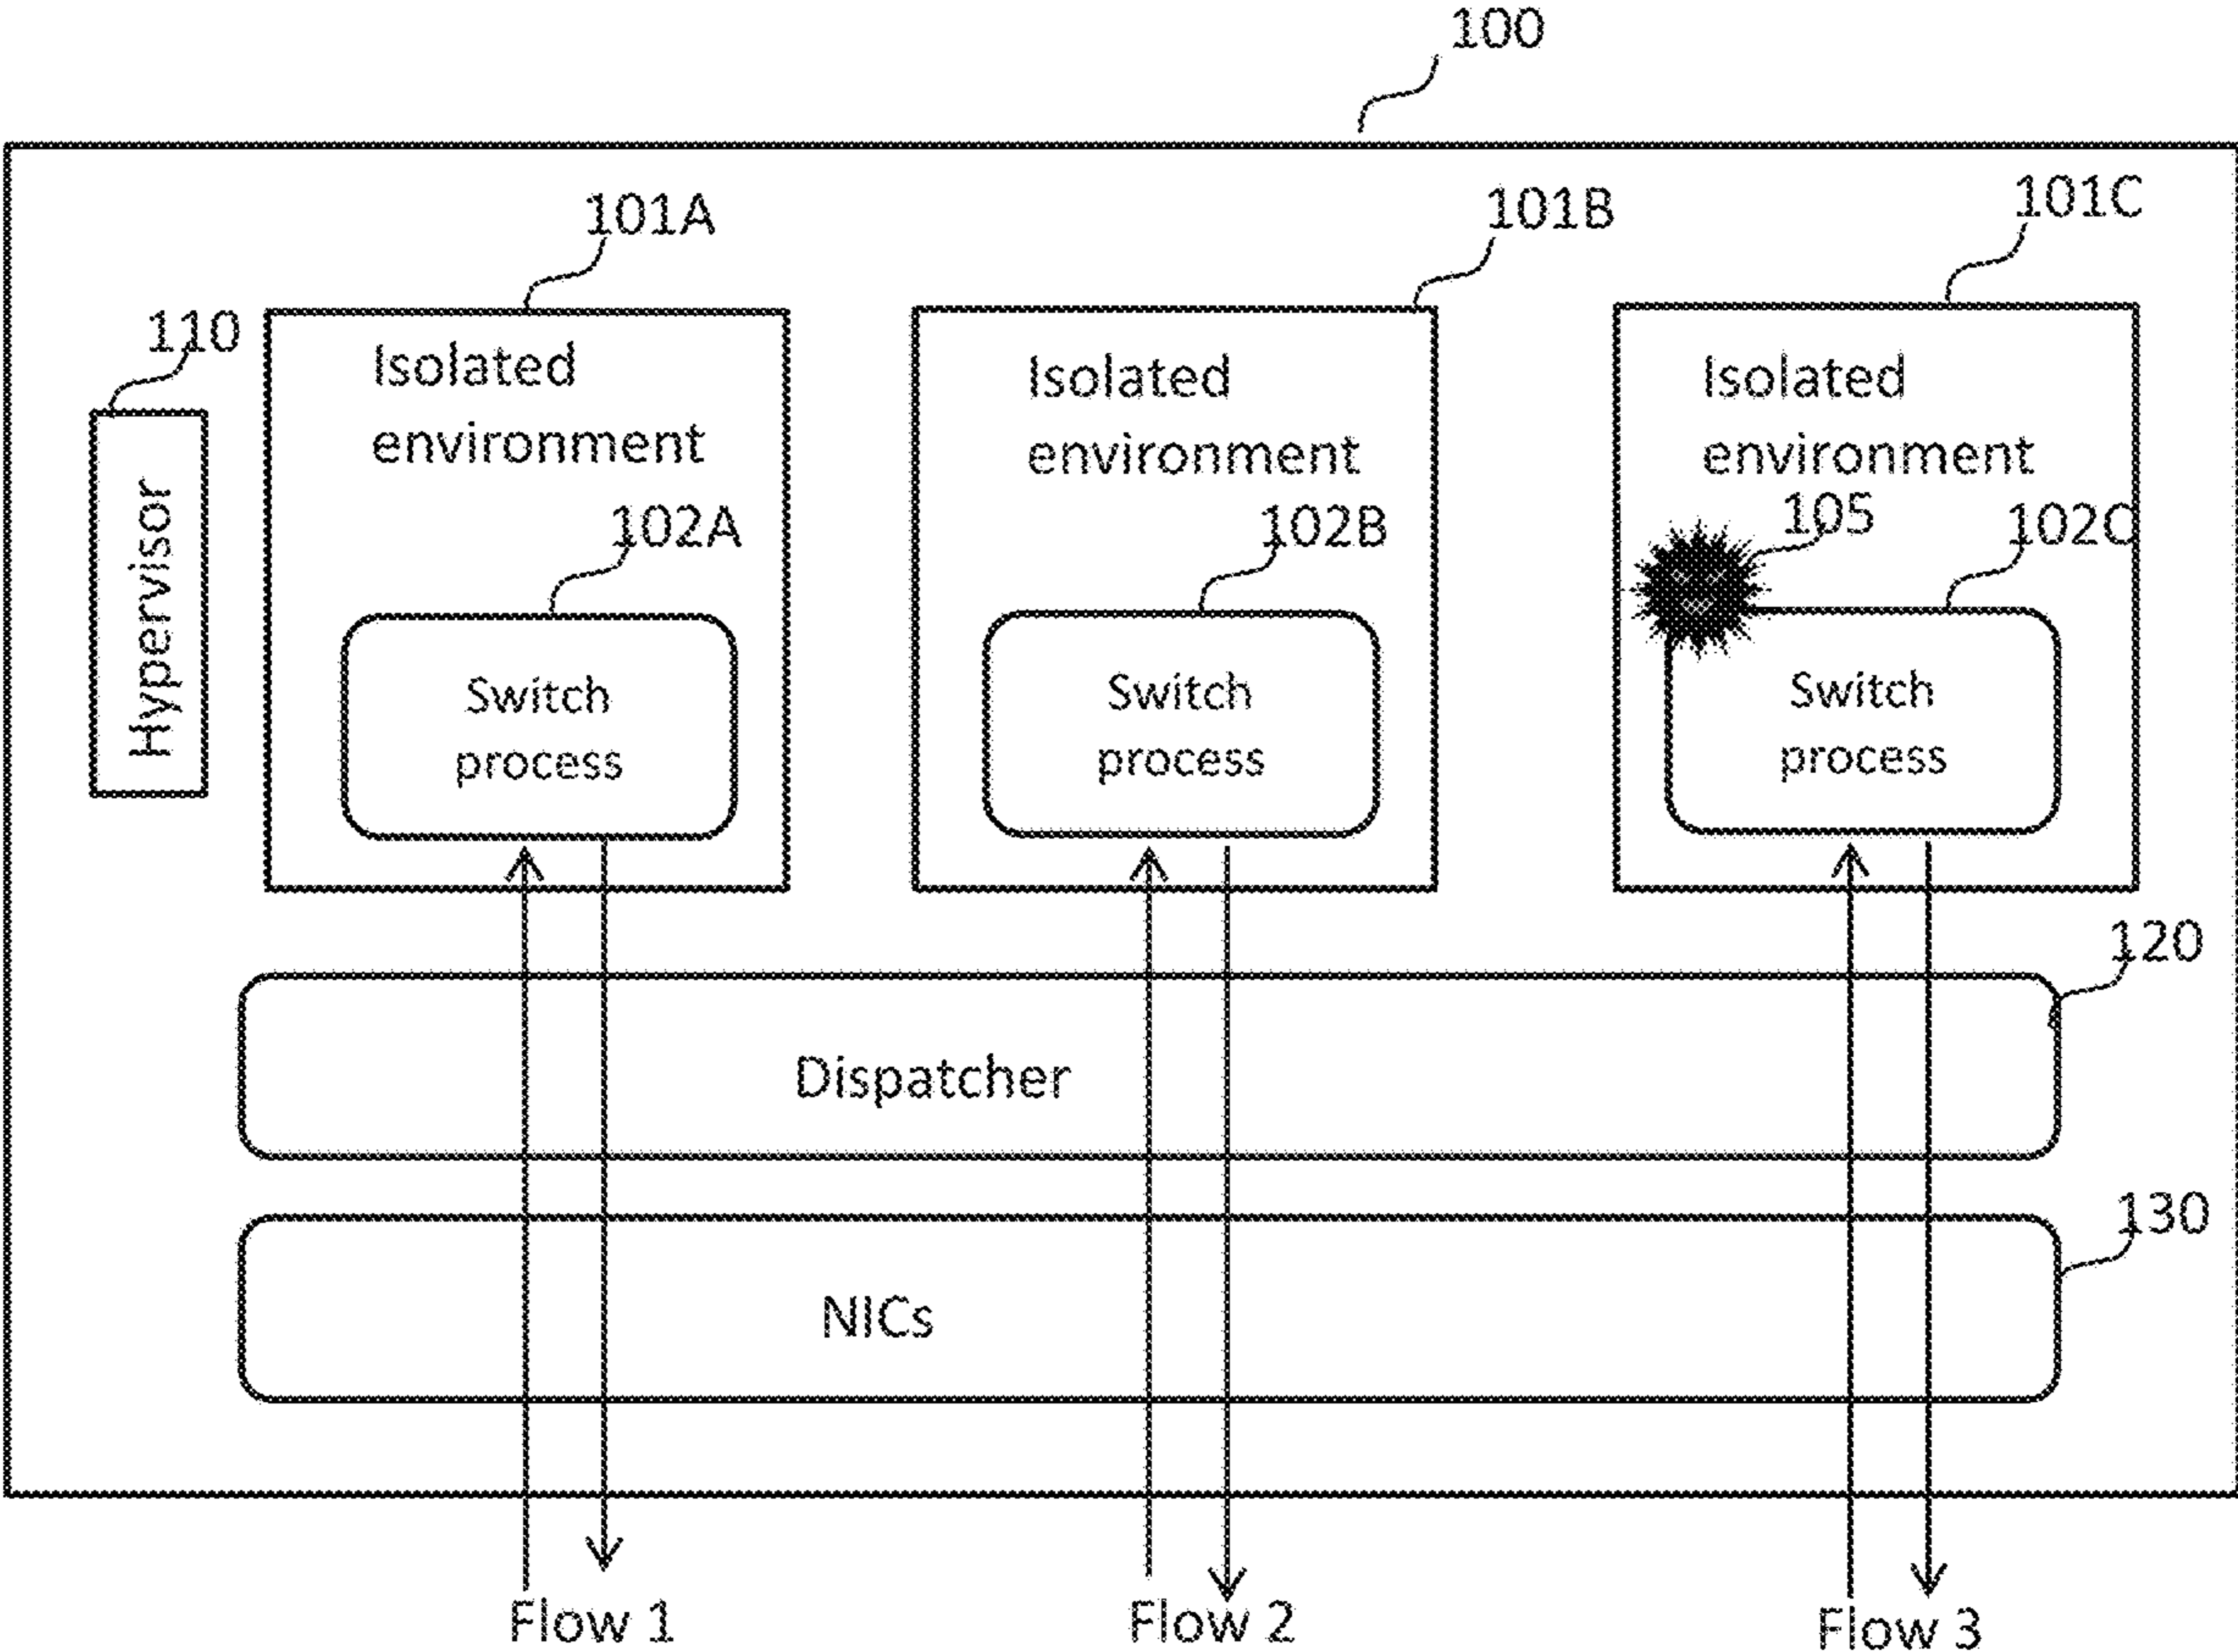 100
101A
101B
101C
110
Isolated
environment
Isolated
environment
Isolated
environment
Hypervisor
102A
102B
105
102C
Switch
process
Switch
process
Switch
process
120
Dispatcher
130
NICs
Flow 1
Flow 2
Flow 3